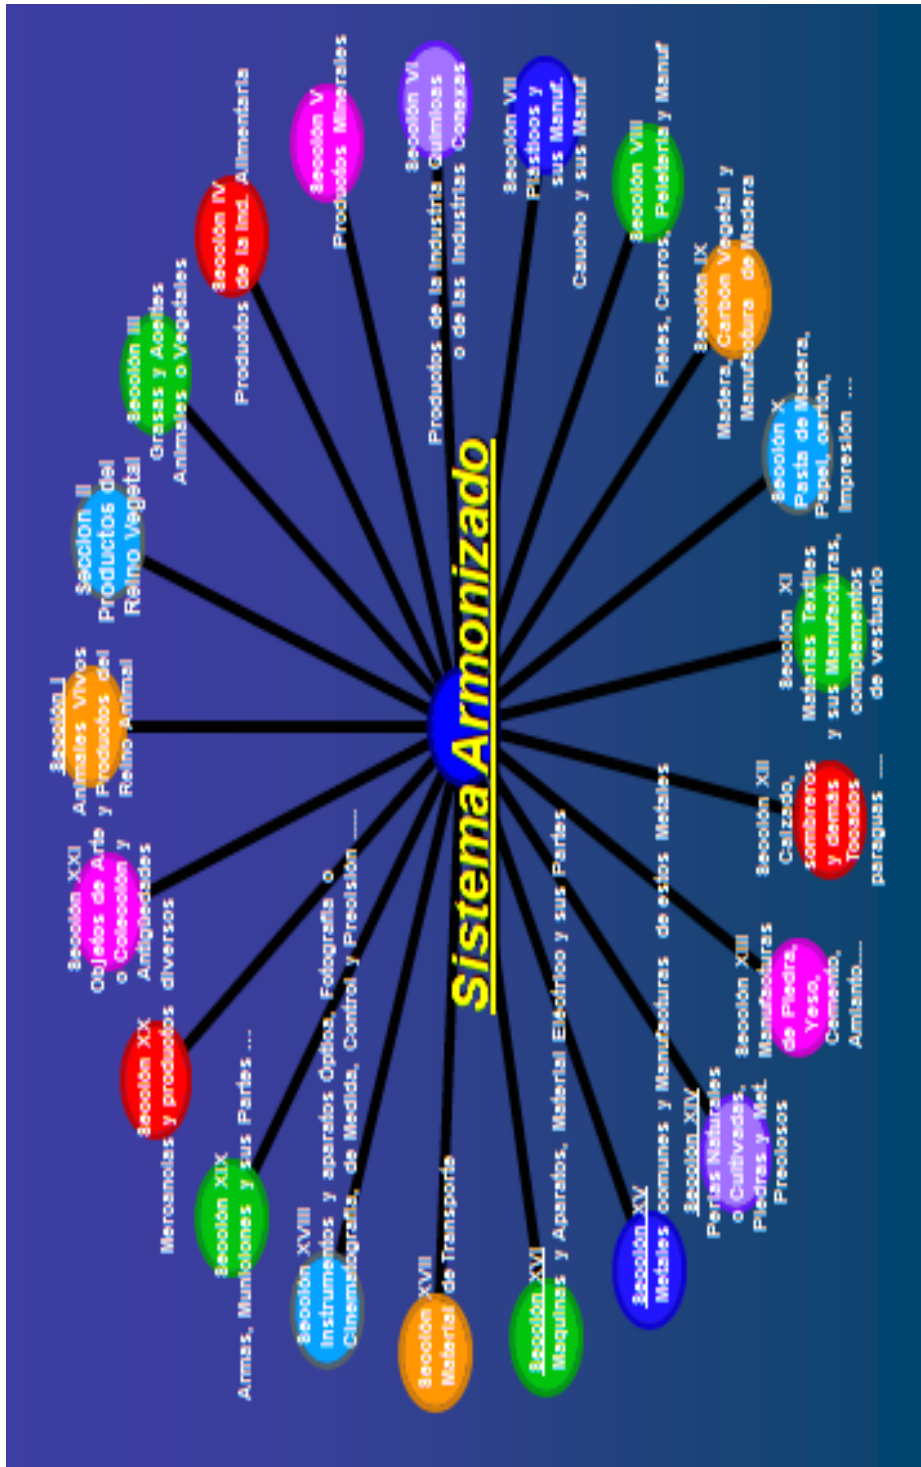 Sistema Armonizado
Sección I
Animales Vivos
y Productos del
Reino Animal
Sección II
Productos del
Reino Vegetal
Sección III
Grasas y Aceites
Animales o Vegetales
Sección IV
Productos de la Ind. Alimentaria
Sección V
Productos Minerales
Sección VI
Productos de la Industria Químicas
o de las Industrias Conexas
Sección VII
Plastticos y
sus Manuf.
Caucho y sus Manuf
Sección VIII
Pieles, Cueros, Peletería y Manuf
Sección IX
Madera, Carbón Vegetal y
Manufactura de Madera
Sección X
Pasta de Madera,
Papel, cartón,
Impresión ...
Sección XI
Materias Textiles
y sus Manufacturas,
complementos
de vestuario
Sección XII
Calzado,
sombreros
y demás
Tocados
paraguas ....
Sección XIII
Manufacturas
de Piedra,
Yeso,
Cemento,
Amianto....
Sección XIV
Perlas Naturales
o Cultivadas,
Piedras y Met.
Preciosos
Sección XV
Metales comunes y Manufacturas de estos Metales
Sección XVI
Maquinas y Aparatos, Material Eléctrico y sus Partes
Sección XVII
Material de Transporte
Sección XVIII
Instrumentos y aparatos Óptica, Fotografía o
Cinematografía, de Medida, Control y Precisión ....
Sección XIX
Armas, Municiones y sus Partes ...
Sección XX
Mercancías y productos diversos
Sección XXI
Objetos de Arte
o Colección y
Antigüedades